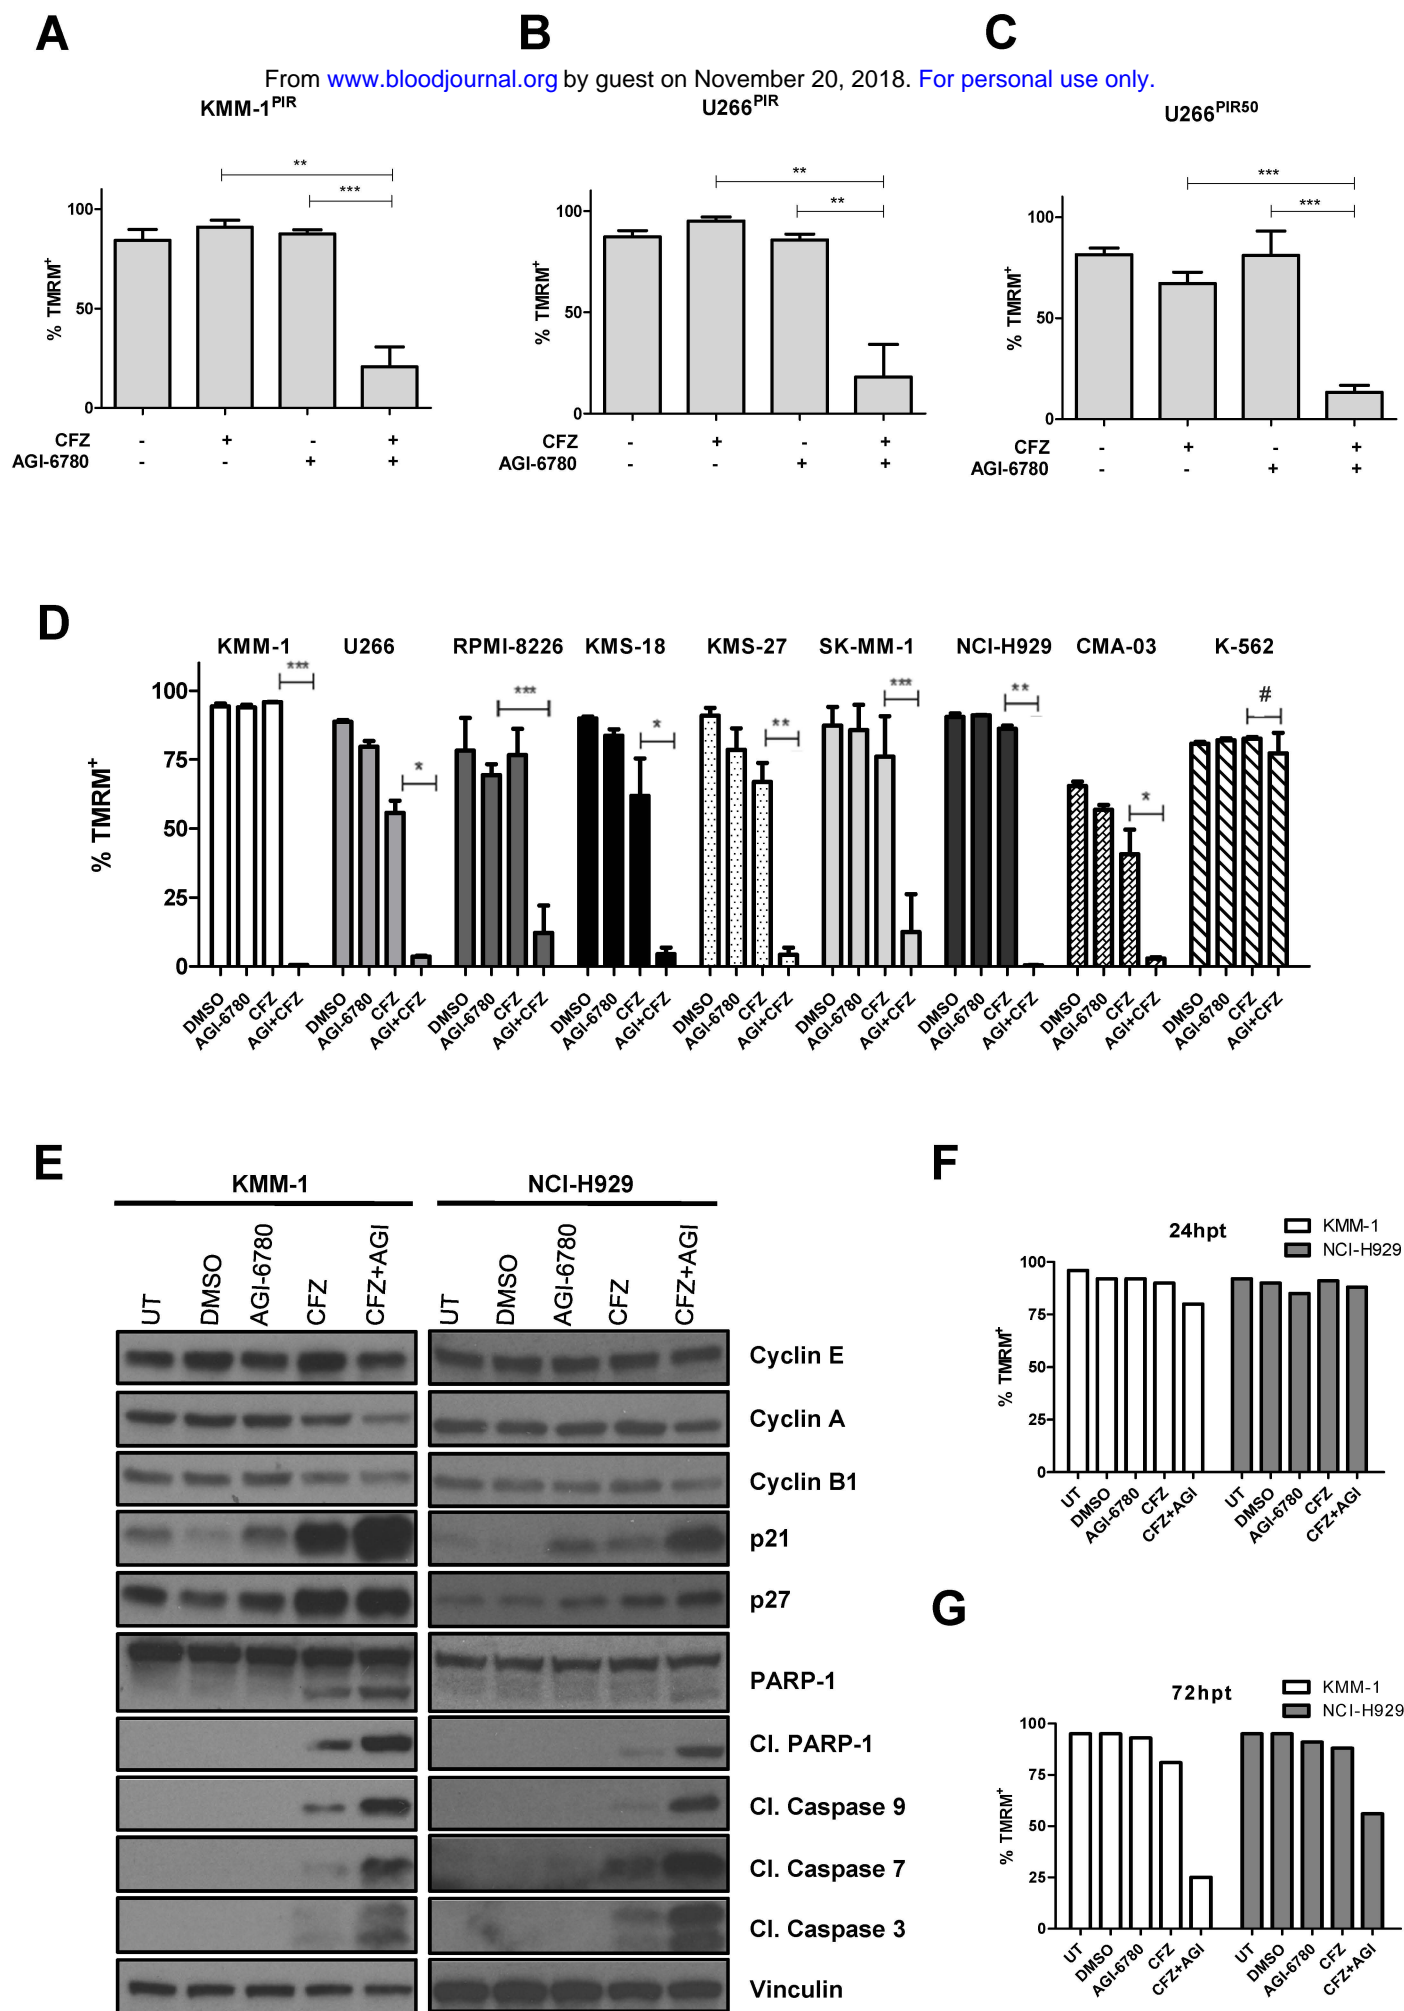 A B C
From www.bloodjournal.org by guest on November 20, 2018. For personal use only.
KMM-1PIR U266PIR U266PIR50
** *** ** ** *** ***
100 100 100
% TMRM+ % TMRM+ % TMRM+
50 50 50
0 0 0
CFZ - + - + CFZ - + - + CFZ - + - +
AGI-6780 - - + + AGI-6780 - - + + AGI-6780 - - + +
D
KMM-1 U266 RPMI-8226 KMS-18 KMS-27 SK-MM-1 NCI-H929 CMA-03 K-562
*** * *** * ** *** ** * #
100
75
% TMRM+
50
25
0
DMSO AGI-6780 CFZ AGI+CFZ DMSO AGI-6780 CFZ AGI+CFZ DMSO AGI-6780 CFZ AGI+CFZ DMSO AGI-6780 CFZ AGI+CFZ DMSO AGI-6780 CFZ AGI+CFZ DMSO AGI-6780 CFZ AGI+CFZ DMSO AGI-6780 CFZ AGI+CFZ DMSO AGI-6780 CFZ AGI+CFZ DMSO AGI-6780 CFZ AGI+CFZ
E
KMM-1 NCI-H929
UT DMSO AGI-6780 CFZ CFZ+AGI UT DMSO AGI-6780 CFZ CFZ+AGI
Cyclin E
Cyclin A
Cyclin B1
p21
p27
PARP-1
Cl. PARP-1
Cl. Caspase 9
Cl. Caspase 7
Cl. Caspase 3
Vinculin
F
24hpt
KMM-1
NCI-H929
100
75
% TMRM+
50
25
0
UT DMSO AGI-6780 CFZ CFZ+AGI UT DMSO AGI-6780 CFZ CFZ+AGI
G
72hpt
KMM-1
NCI-H929
100
75
% TMRM+
50
25
0
UT DMSO AGI-6780 CFZ CFZ+AGI UT DMSO AGI-6780 CFZ CFZ+AGI